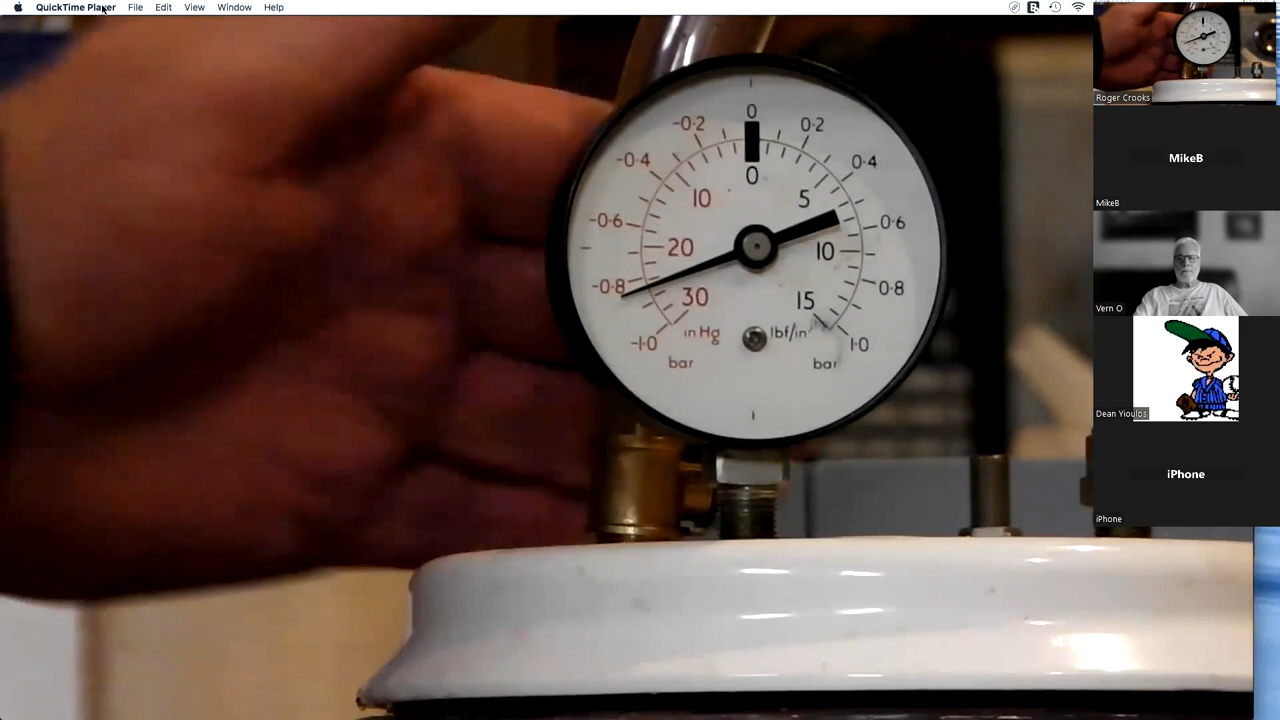 QuickTime Player File Edit View Window Help
0
-0·2 0·2
-0·4 0·4
0
10 5
-0·6 0·6
20 10
-0·8 0·8
30 15
in Hg lbf/in
-1·0 1·0
bar bar
Roger Crooks
MikeB
MikeB
Vern O
Dean Yioulos
iPhone
iPhone